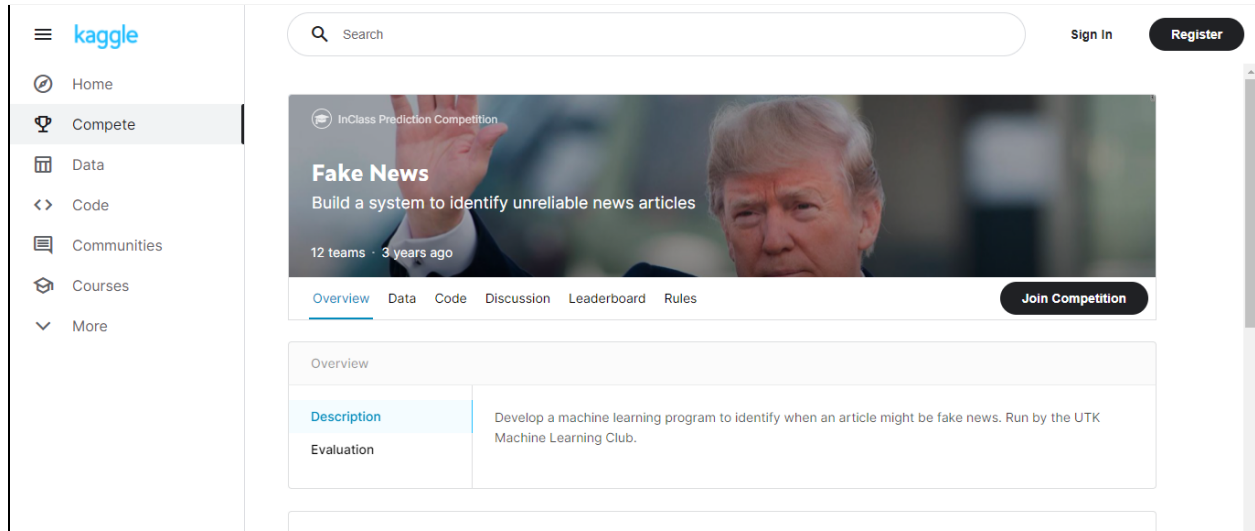 kaggle
Search
Sign In
Register
Home
Compete
Data
Code
Communities
Courses
More
InClass Prediction Competition
Fake News
Build a system to identify unreliable news articles
12 teams · 3 years ago
Overview Data Code Discussion Leaderboard Rules
Join Competition
Overview
Description
Evaluation
Develop a machine learning program to identify when an article might be fake news. Run by the UTK
Machine Learning Club.